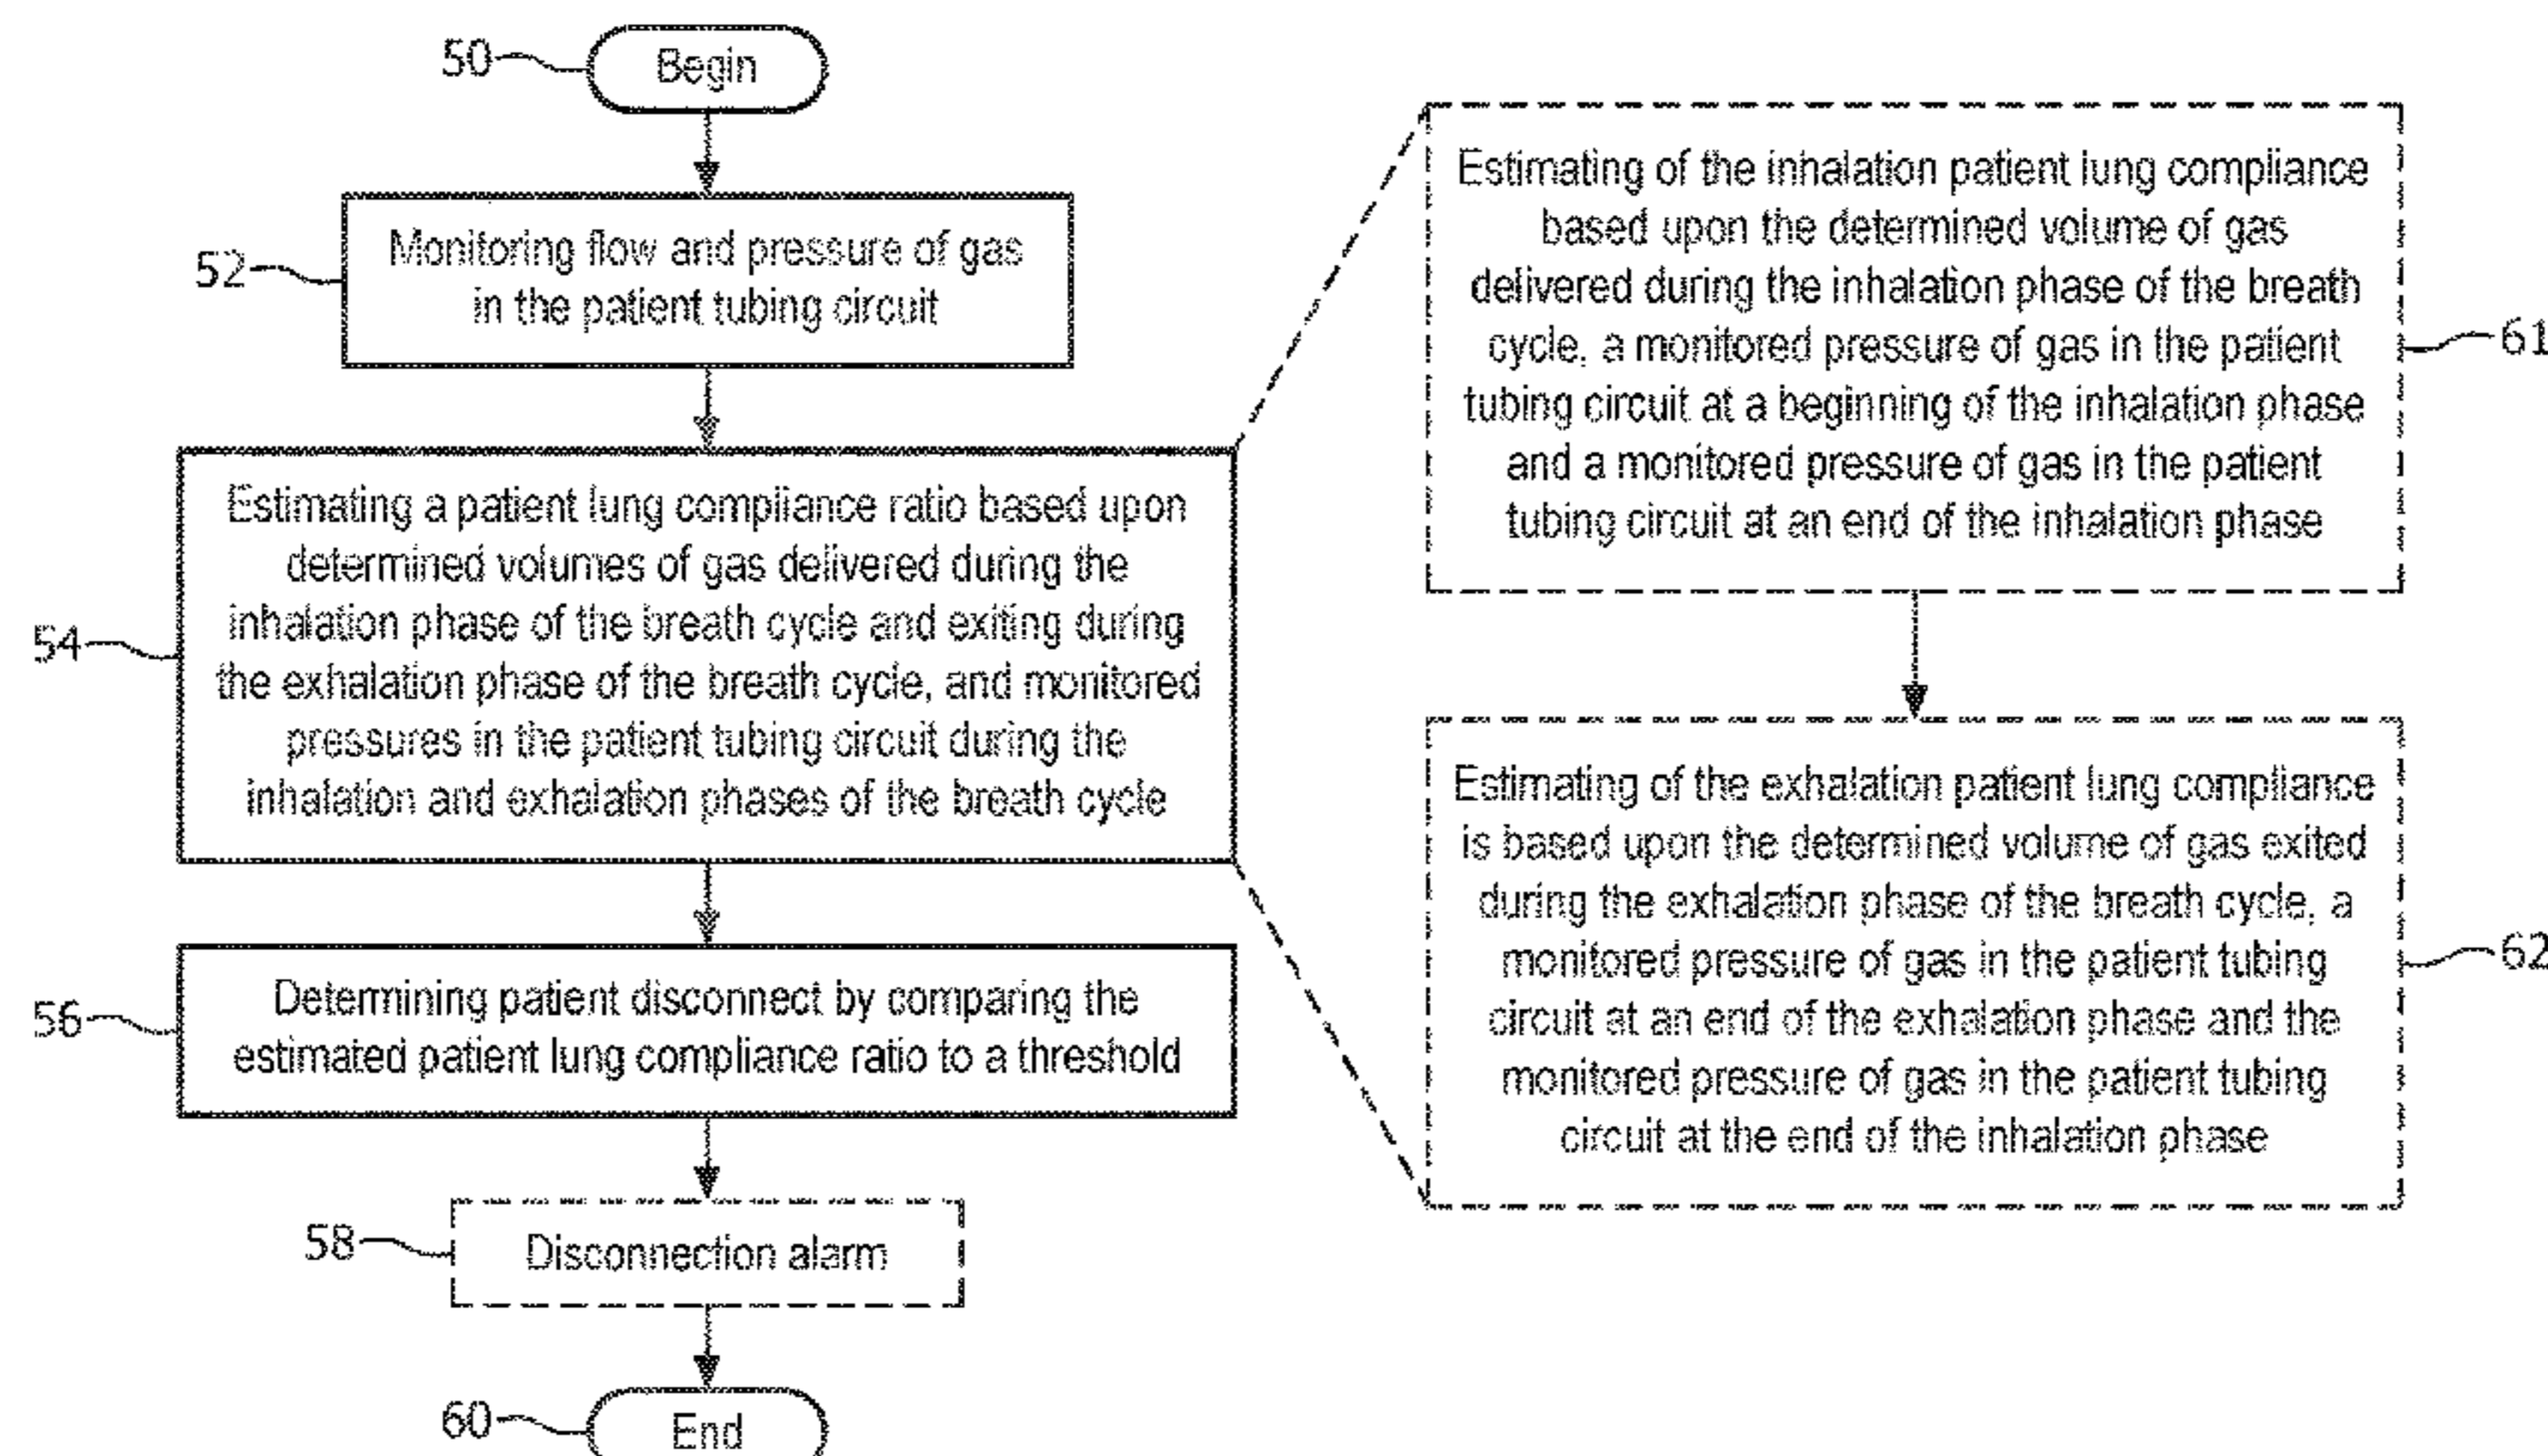 50
Begin
52
Monitoring flow and pressure of gas
in the patient tubing circuit
54
Estimating a patient lung compliance ratio based upon
determined volumes of gas delivered during the
inhalation phase of the breath cycle and exiting during
the exhalation phase of the breath cycle, and monitored
pressures in the patient tubing circuit during the
inhalation and exhalation phases of the breath cycle
56
Determining patient disconnect by comparing the
estimated patient lung compliance ratio to a threshold
58
Disconnection alarm
60
End
Estimating of the inhalation patient lung compliance
based upon the determined volume of gas
delivered during the inhalation phase of the breath
cycle, a monitored pressure of gas in the patient
tubing circuit at a beginning of the inhalation phase
and a monitored pressure of gas in the patient
tubing circuit at an end of the inhalation phase
61
Estimating of the exhalation patient lung compliance
is based upon the determined volume of gas exited
during the exhalation phase of the breath cycle, a
monitored pressure of gas in the patient tubing
circuit at an end of the exhalation phase and the
monitored pressure of gas in the patient tubing
circuit at the end of the inhalation phase
62